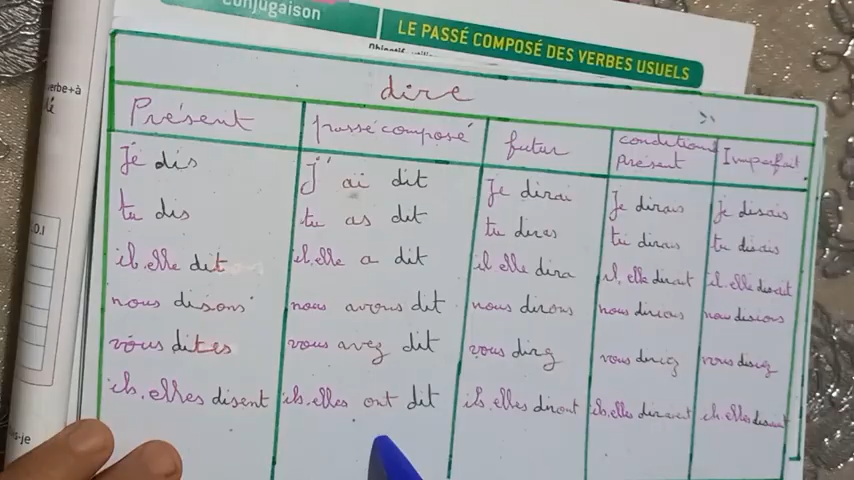 Conjugaison
LE PASSÉ COMPOSÉ DES VERBES USUELS
verbe+à
dire
Présent
passé composé
futur
condition
présent
Imparfait
Je dis
J'ai dit
Je dirai
Je dirais
je disais
tu dis
tu as dit
tu diras
tu dirais
tu disais
il.elle dit
il.elle a dit
il elle dira
il, elle dirait
il.elle disait
nous disons
nous avons dit
nous dirons
nous dirions
nous disions
vous dites
vous avez dit
vous direz
vous diriez
vous disiez
ils.elles disent
ils.elles ont dit
ils.elles diront
ils.elles diraient
ils elles disaient
s-je